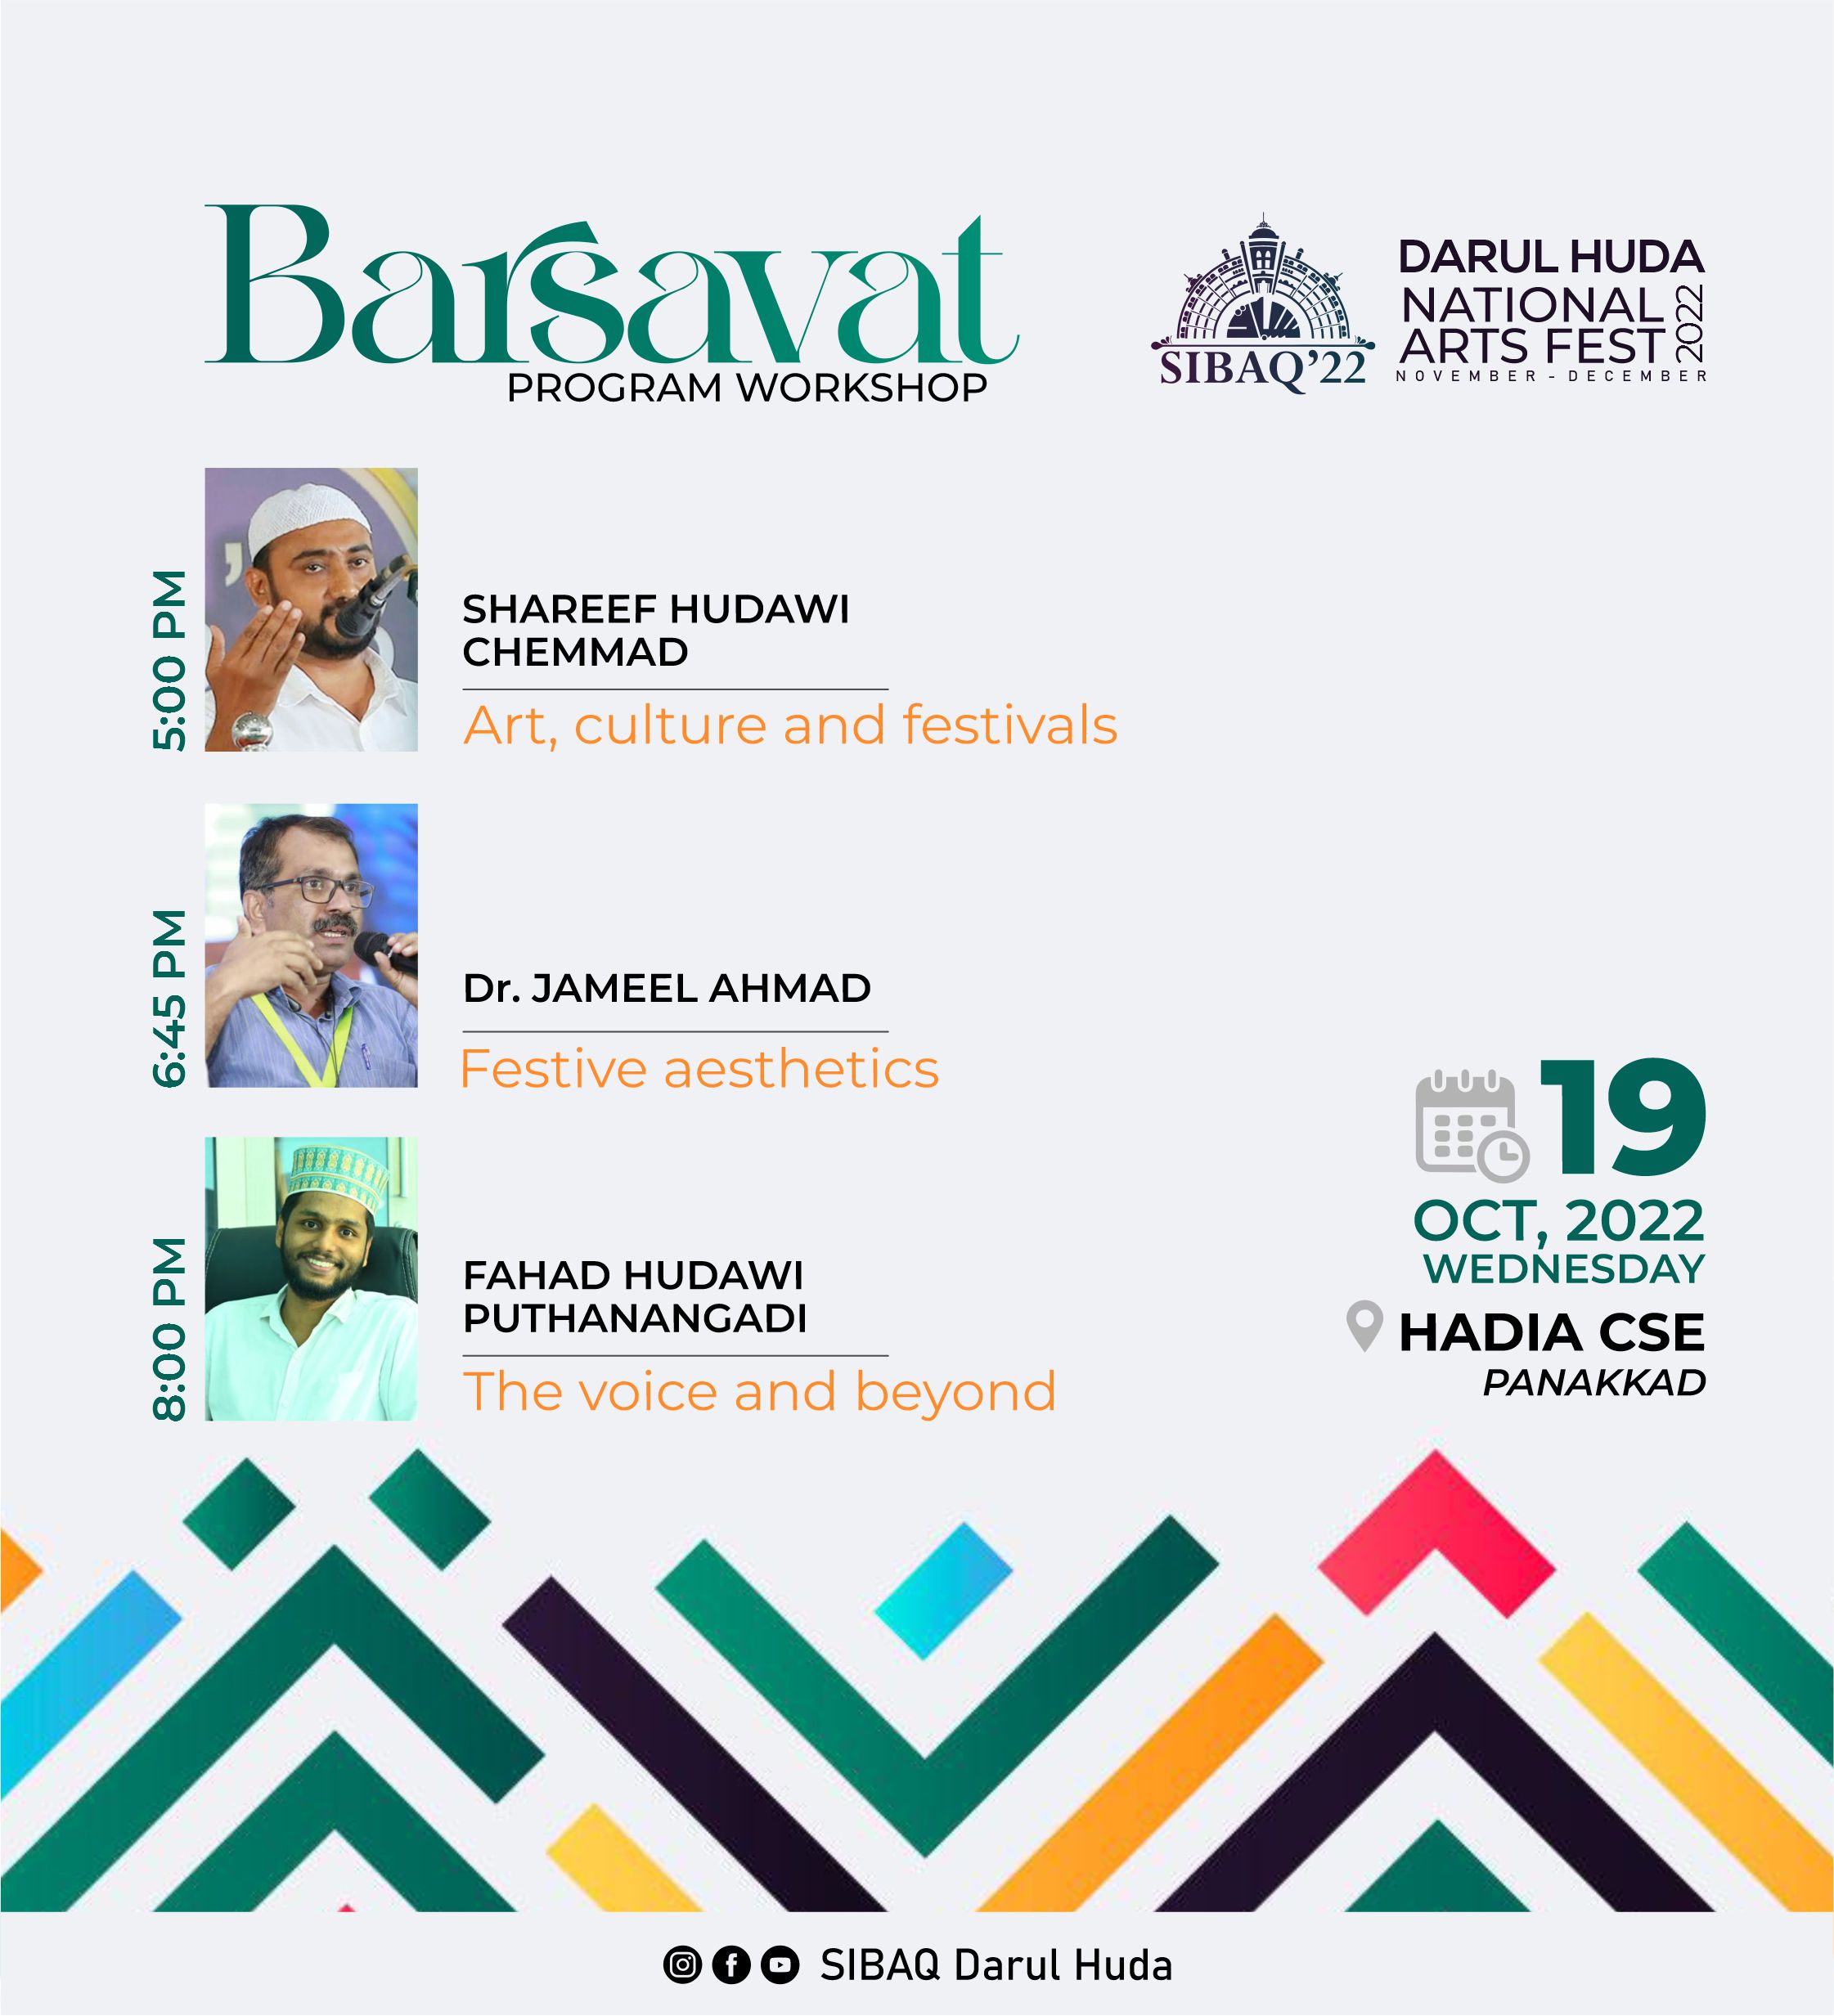 Barsavat
PROGRAM WORKSHOP
SIBAQ'22
DARUL HUDA
NATIONAL
ARTS FEST
2022
NOVEMBER - DECEMBER
5:00 PM
SHAREEF HUDAWI
CHEMMAD
Art, culture and festivals
6:45 PM
Dr. JAMEEL AHMAD
Festive aesthetics
8:00 PM
FAHAD HUDAWI
PUTHANANGADI
The voice and beyond
19
OCT, 2022
WEDNESDAY
HADIA CSE
PANAKKAD
SIBAQ Darul Huda